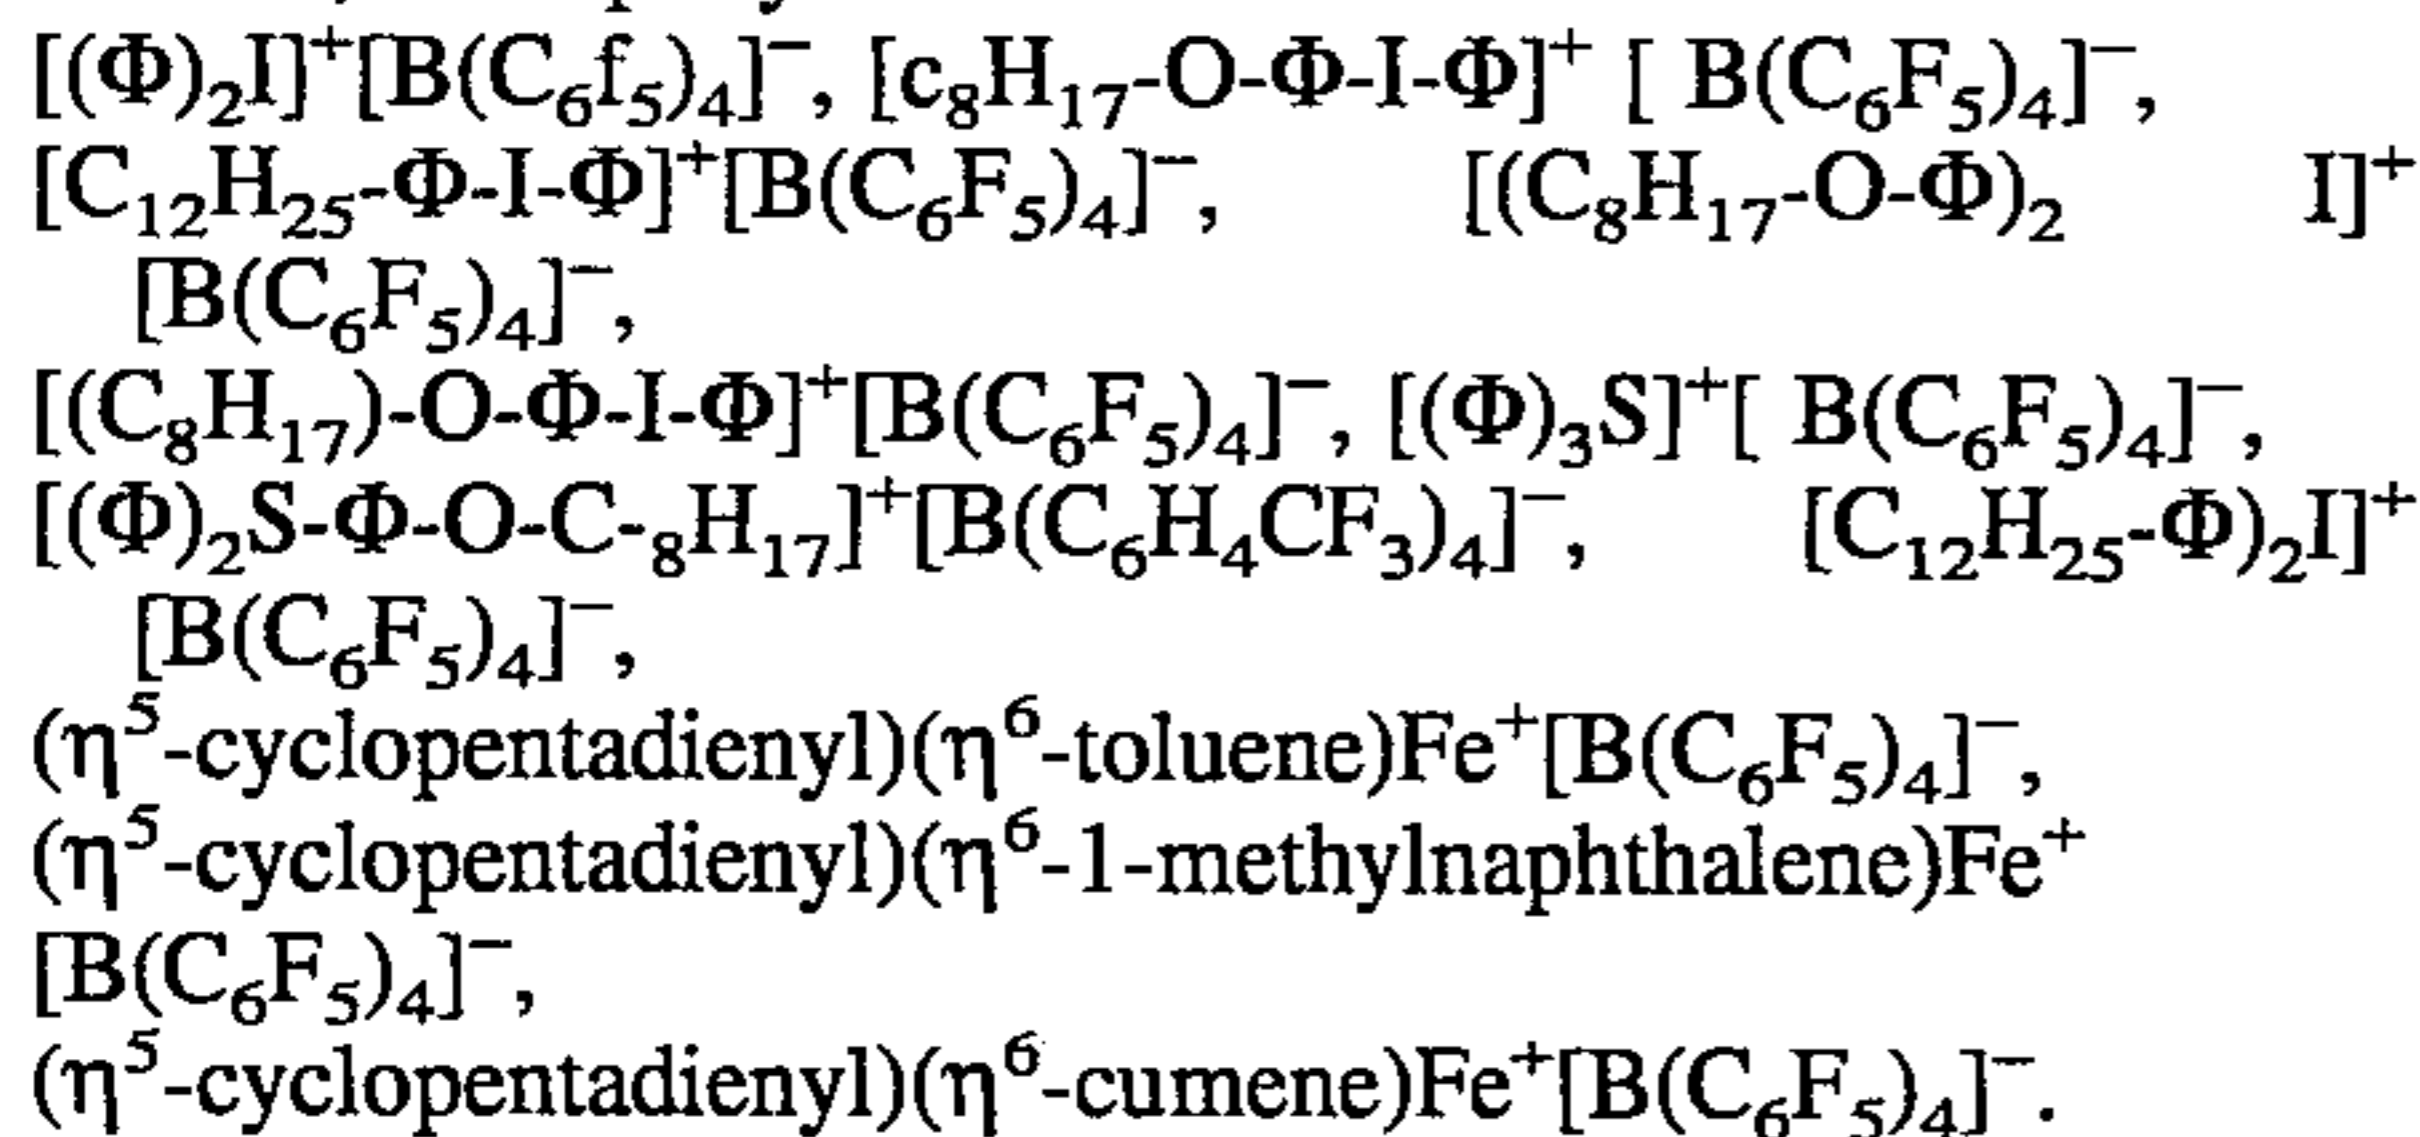 [(Φ)₂I]⁺[B(C₆f₅)₄]⁻, [c₈H₁₇-O-Φ-I-Φ]⁺ [ B(C₆F₅)₄]⁻,
[C₁₂H₂₅-Φ-I-Φ]⁺[B(C₆F₅)₄]⁻, [(C₈H₁₇-O-Φ)₂ I]⁺
[B(C₆F₅)₄]⁻,
[(C₈H₁₇)-O-Φ-I-Φ]⁺[B(C₆F₅)₄]⁻, [(Φ)₃S]⁺[ B(C₆F₅)₄]⁻,
[(Φ)₂S-Φ-O-C-₈H₁₇]⁺[B(C₆H₄CF₃)₄]⁻, [C₁₂H₂₅-Φ)₂I]⁺
[B(C₆F₅)₄]⁻,
(η⁵-cyclopentadienyl)(η⁶-toluene)Fe⁺[B(C₆F₅)₄]⁻,
(η⁵-cyclopentadienyl)(η⁶-1-methylnaphthalene)Fe⁺
[B(C₆F₅)₄]⁻,
(η⁵-cyclopentadienyl)(η⁶-cumene)Fe⁺[B(C₆F₅)₄]⁻.